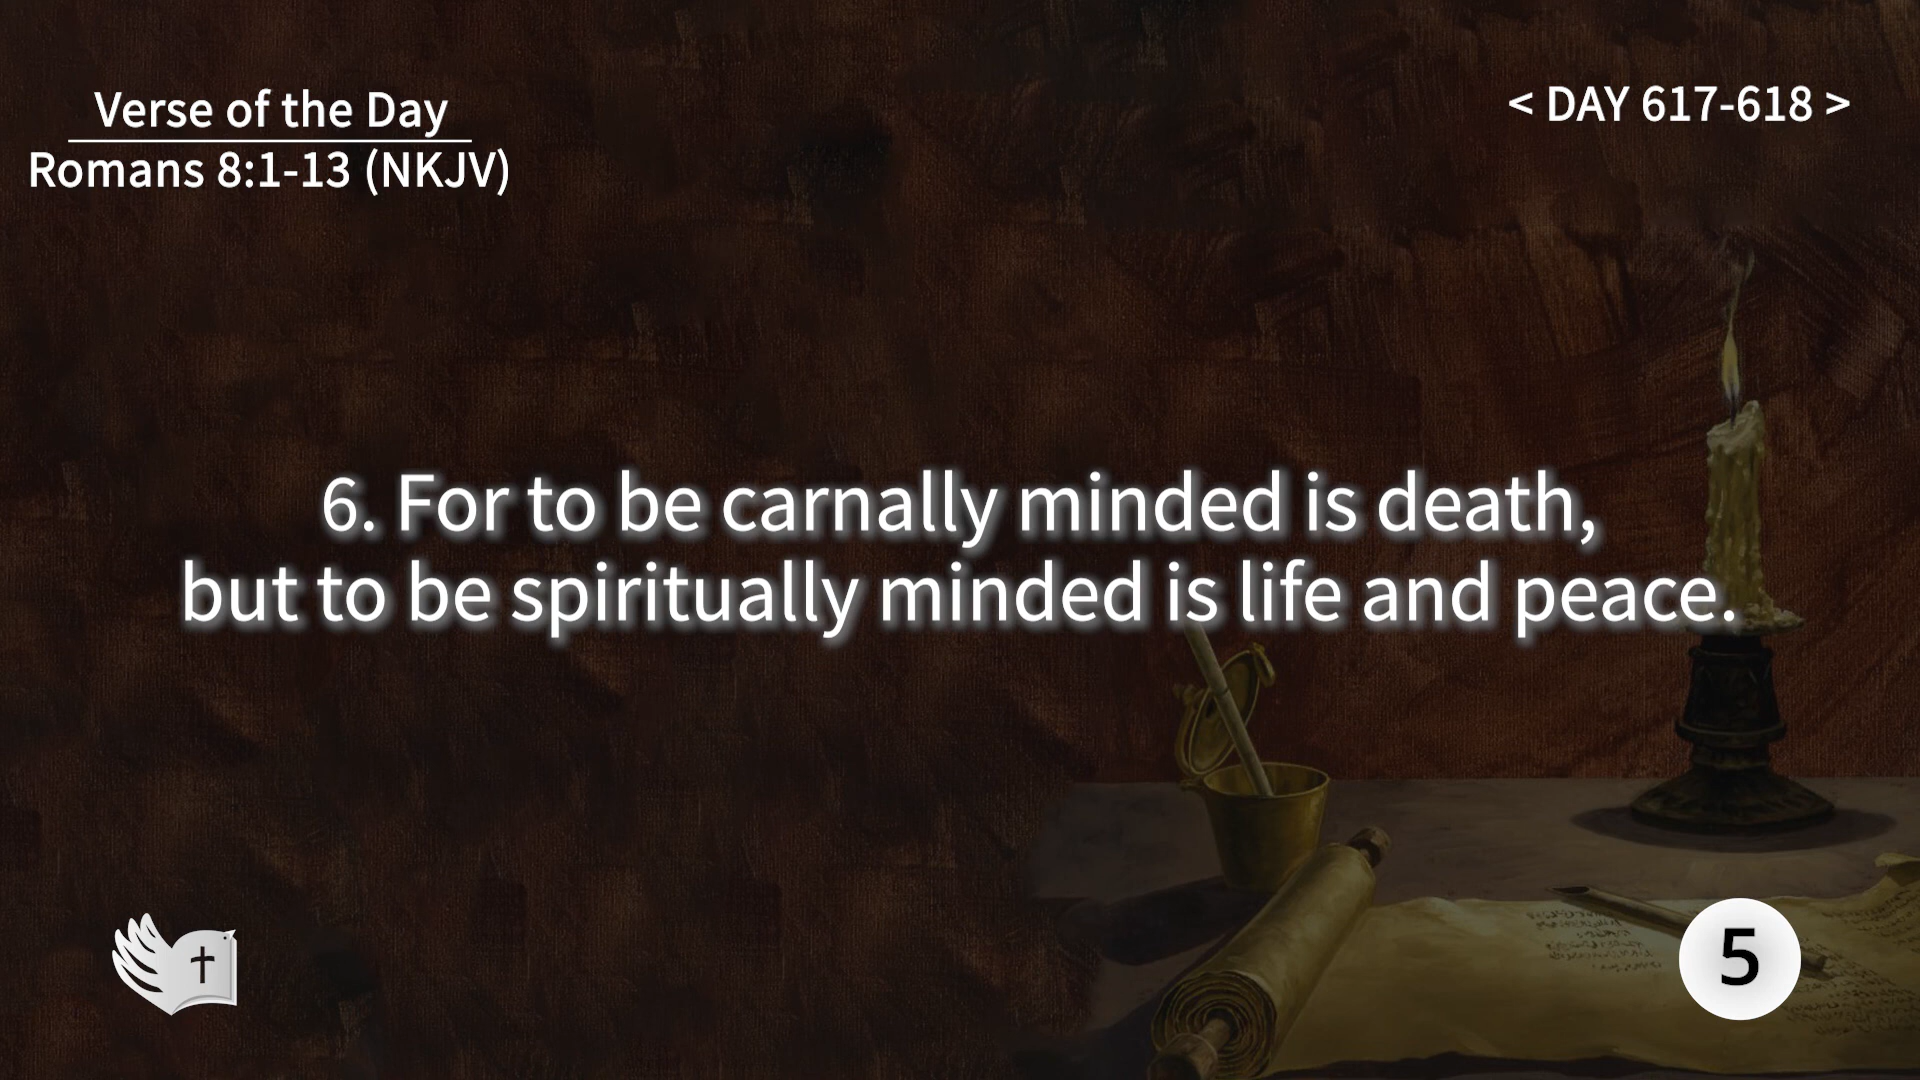 Verse of the Day
Romans 8:1-13 (NKJV)
< DAY 617-618 >
6. For to be carnally minded is death,
but to be spiritually minded is life and peace.
5